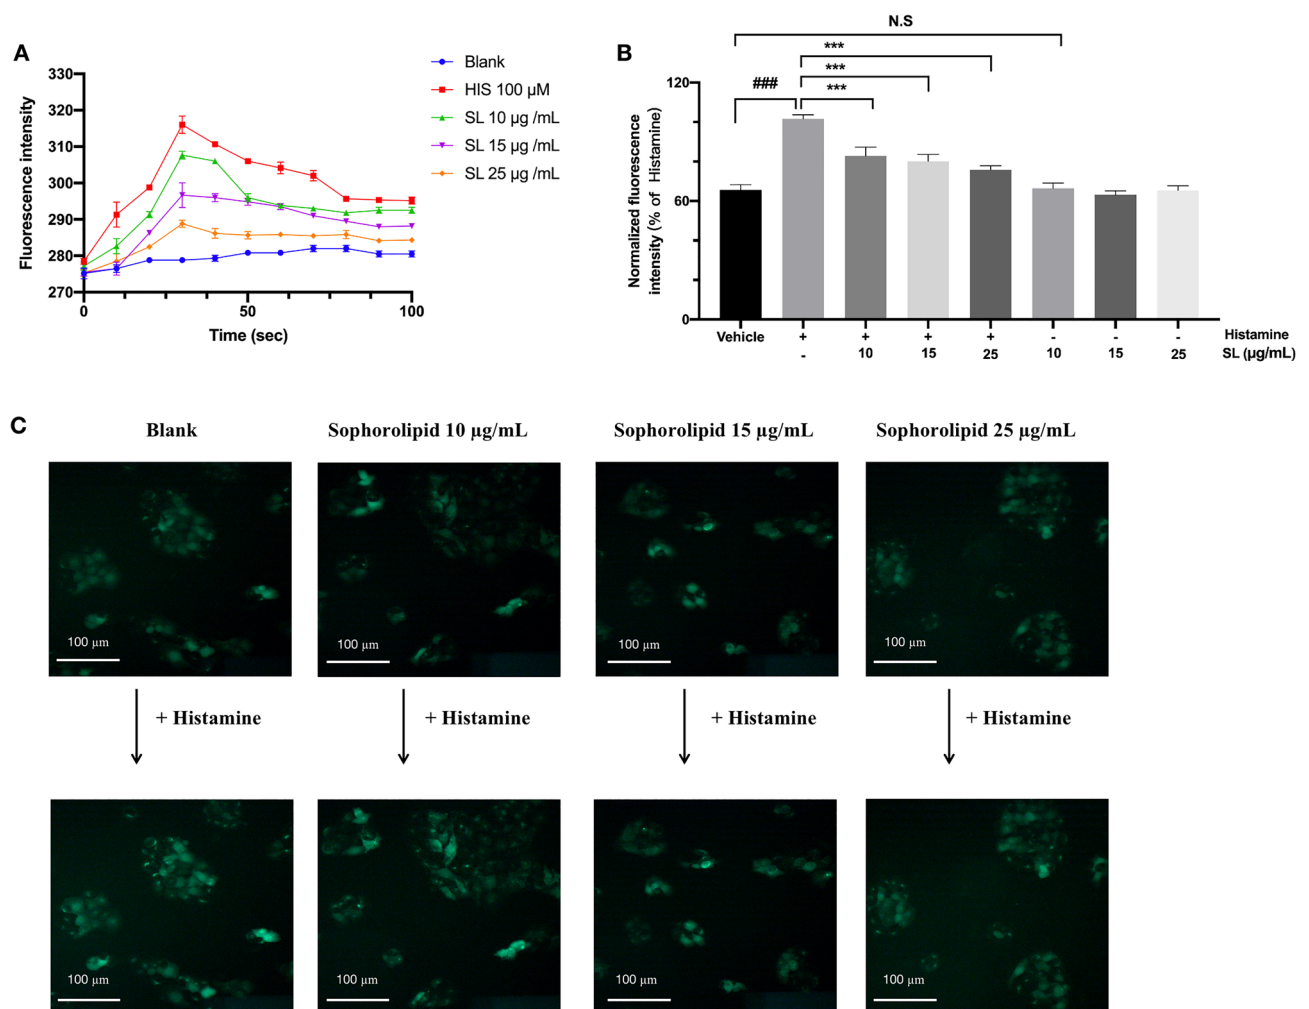 A
Fluorescence intensity
330
320
310
300
290
280
270
0
50
100
Time (sec)
Blank
HIS 100 µM
SL 10 µg /mL
SL 15 µg /mL
SL 25 µg /mL
B
N.S
***
***
***
###
Normalized fluorescence
intensity (% of Histamine)
120
60
0
Vehicle + + + + - - - Histamine
- 10 15 25 10 15 25 SL (µg/mL)
C
Blank Sophorolipid 10 µg/mL Sophorolipid 15 µg/mL Sophorolipid 25 µg/mL
100 µm 100 µm 100 µm 100 µm
+ Histamine + Histamine + Histamine + Histamine
100 µm 100 µm 100 µm 100 µm